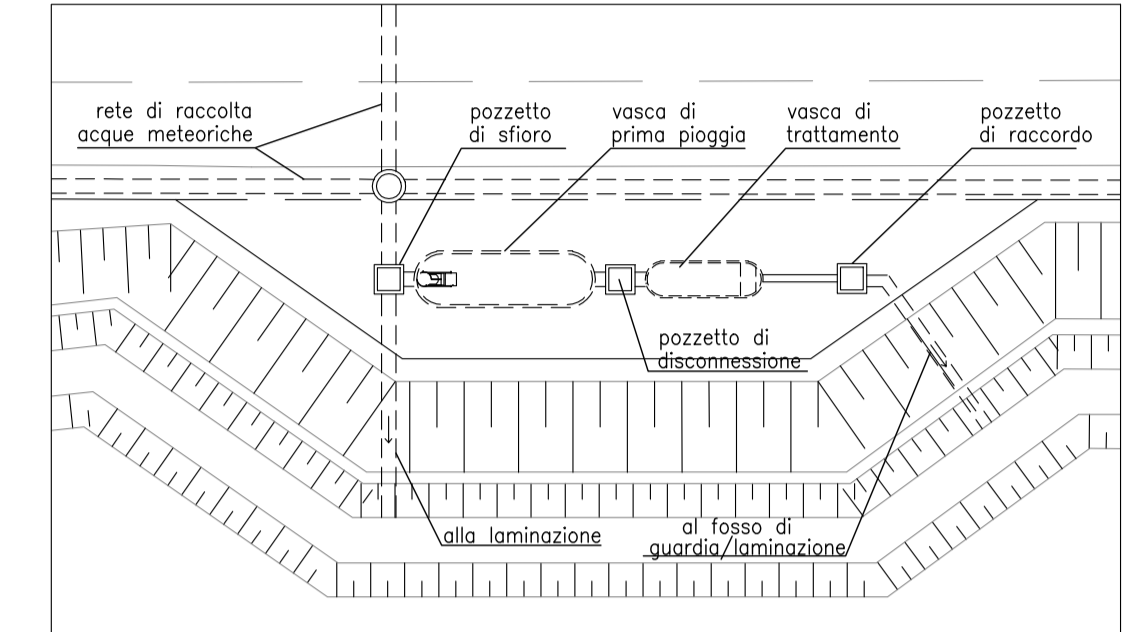 rete di raccolta
acque meteoriche
pozzetto
di sfioro
vasca di
prima pioggia
vasca di
trattamento
pozzetto
di raccordo
pozzetto di
disconnessione
alla laminazione
al fosso di
guardia/laminazione